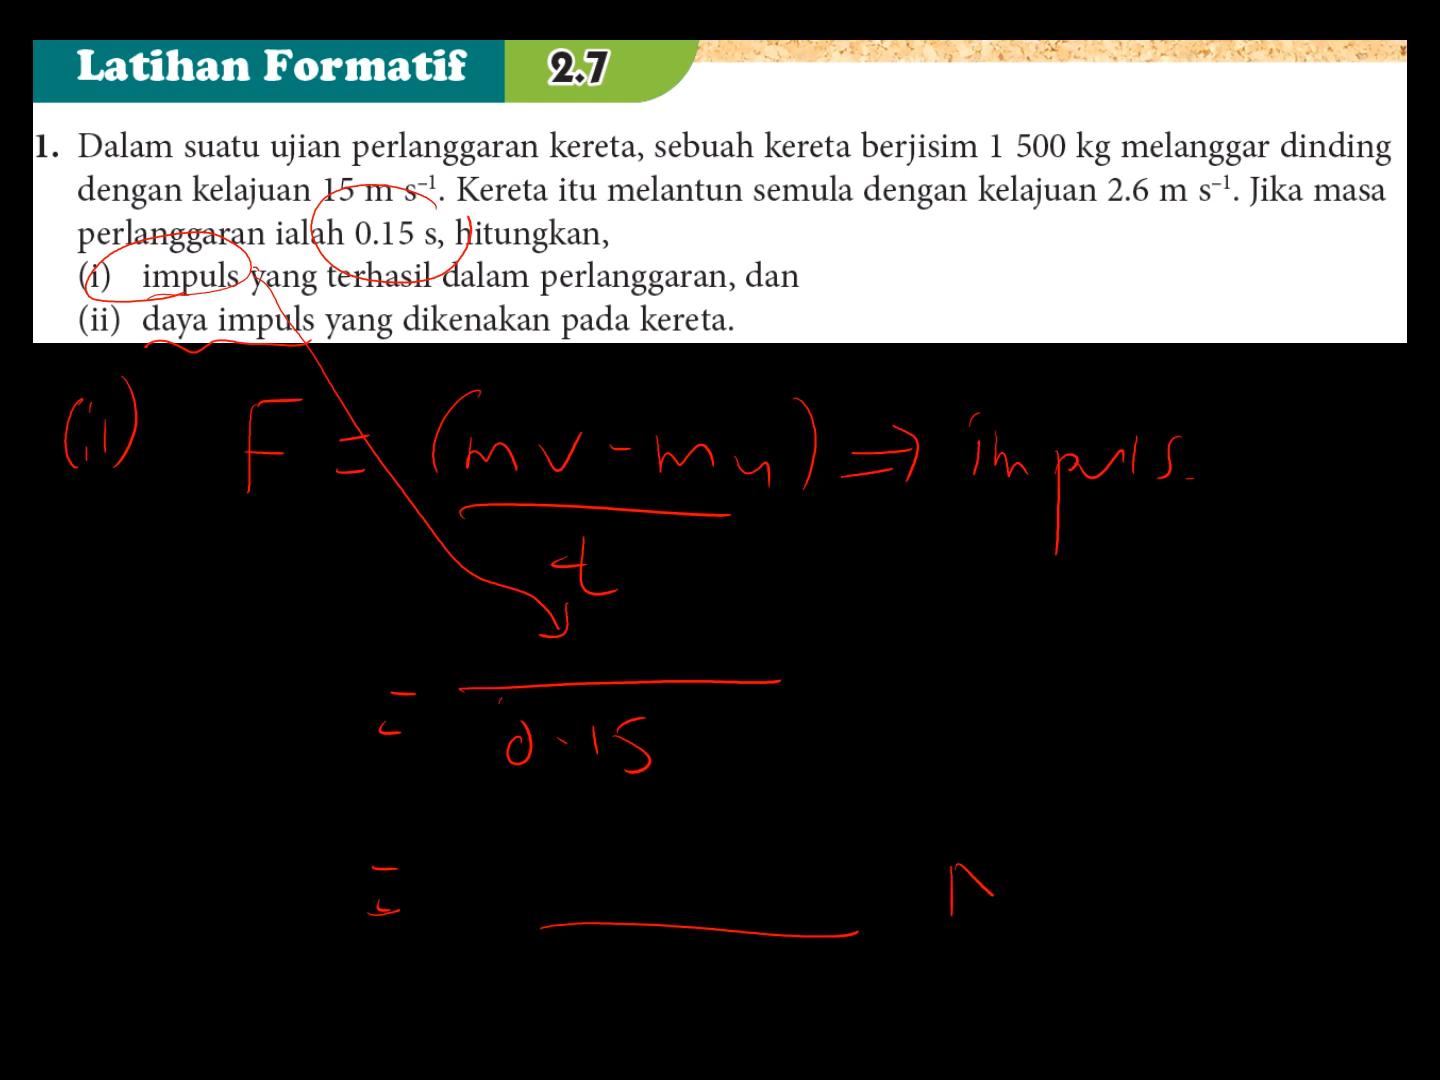 Latihan Formatif 2.7
1. Dalam suatu ujian perlanggaran kereta, sebuah kereta berjisim 1 500 kg melanggar dinding
dengan kelajuan 15 m s⁻¹. Kereta itu melantun semula dengan kelajuan 2.6 m s⁻¹. Jika masa
perlanggaran ialah 0.15 s, hitungkan,
(i) impuls yang terhasil dalam perlanggaran, dan
(ii) daya impuls yang dikenakan pada kereta.
(ii) F = (mv - mu) ⇒ impuls.
t
= 0.15
= N